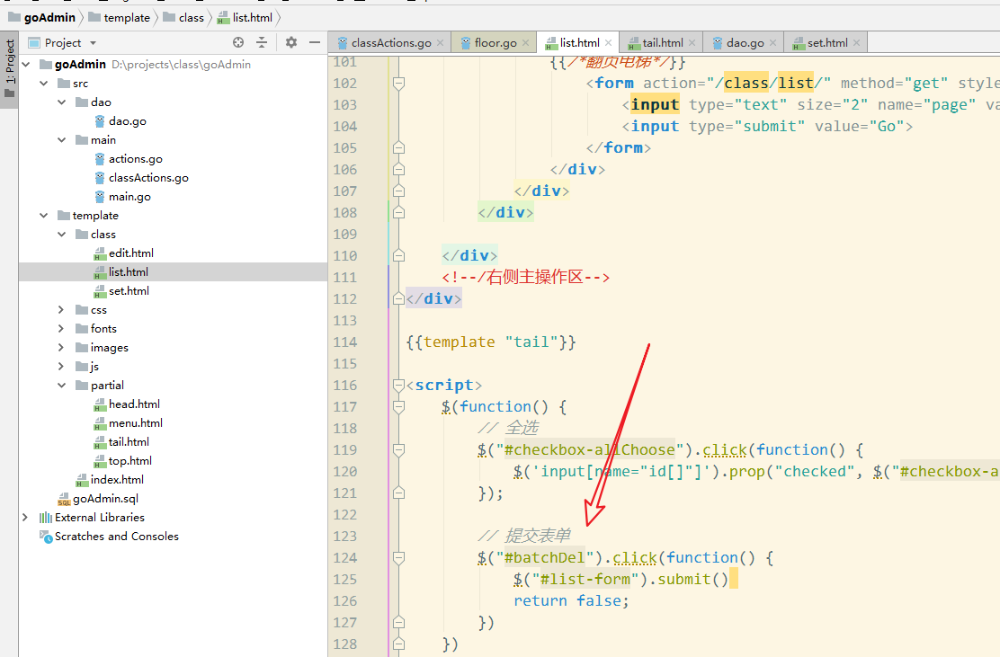 goAdmin template class list.html
1: Project
Project
goAdmin D:\projects\class\goAdmin
src
dao
dao.go
main
actions.go
classActions.go
main.go
template
class
edit.html
list.html
set.html
css
fonts
images
js
partial
head.html
menu.html
tail.html
top.html
index.html
goAdmin.sql
External Libraries
Scratches and Consoles
classActions.go floor.go list.html tail.html dao.go set.html
101 {{/*翻页电梯*/}}
102 <form action="/class/list/" method="get" style
103 <input type="text" size="2" name="page" va
104 <input type="submit" value="Go">
105 </form>
106 </div>
107 </div>
108 </div>
109
110 </div>
111 <!--/右侧主操作区-->
112 </div>
113
114 {{template "tail"}}
115
116 <script>
117 $(function() {
118 // 全选
119 $("#checkbox-allChoose").click(function() {
120 $('input[name="id[]"]').prop("checked", $("#checkbox-a
121 });
122
123 // 提交表单
124 $("#batchDel").click(function() {
125 $("#list-form").submit()
126 return false;
127 })
128 })